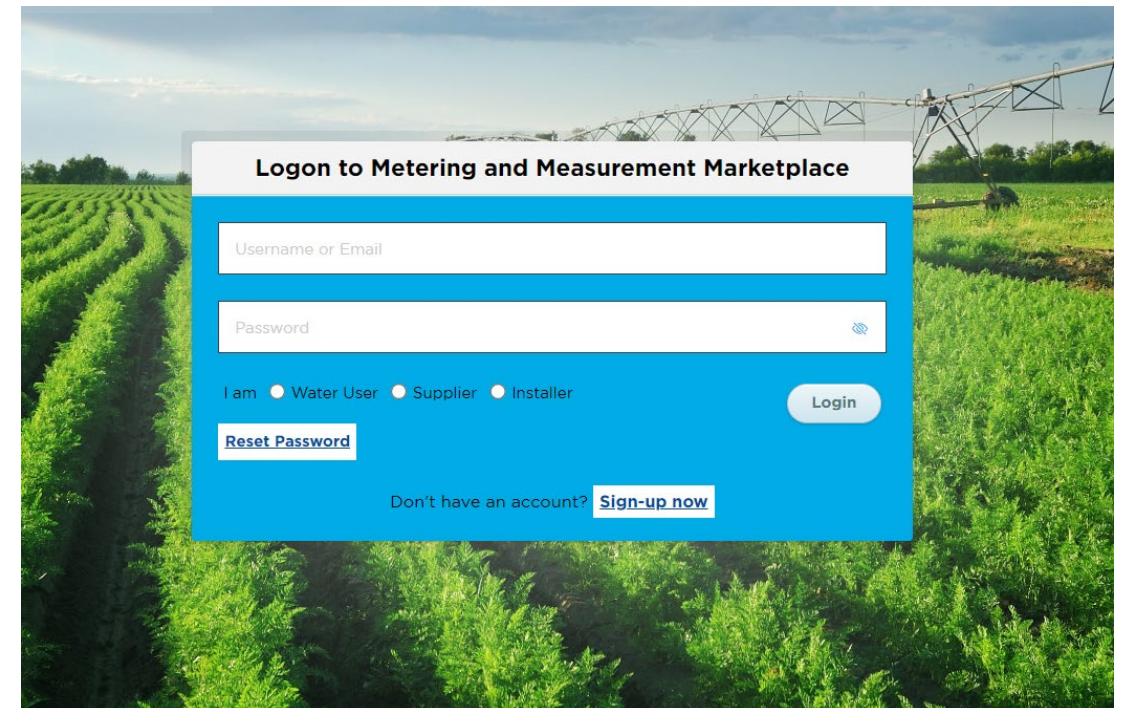 Logon to Metering and Measurement Marketplace
Username or Email
Password
I am Water User Supplier Installer
Login
Reset Password
Don't have an account? Sign-up now